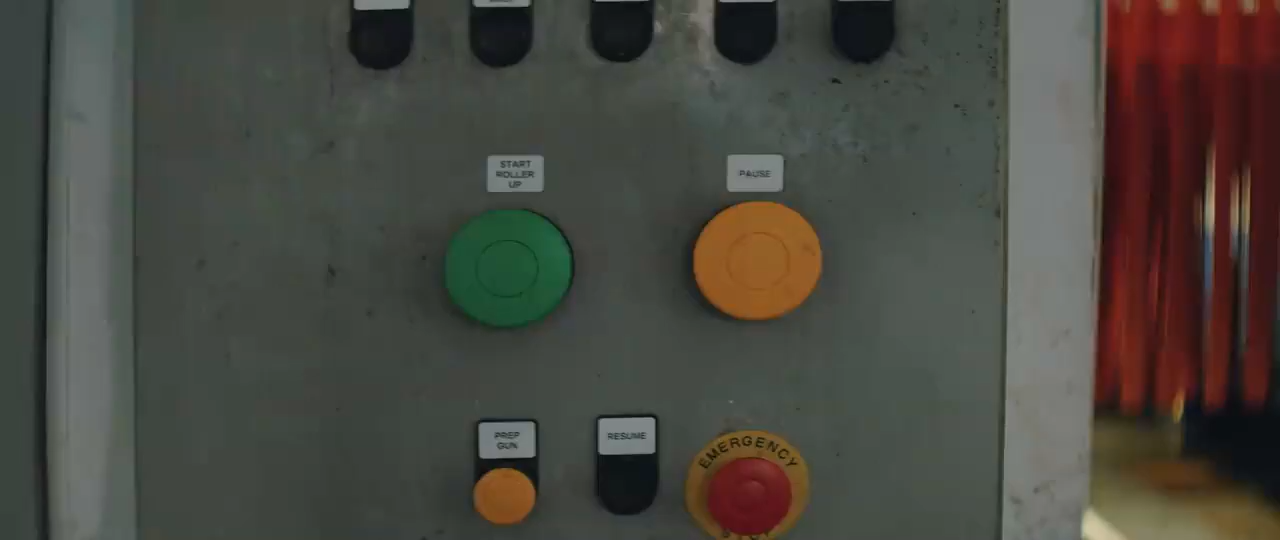 START
ROLLER
UP
PAUSE
PREP
GUN
RESUME
EMERGENCY